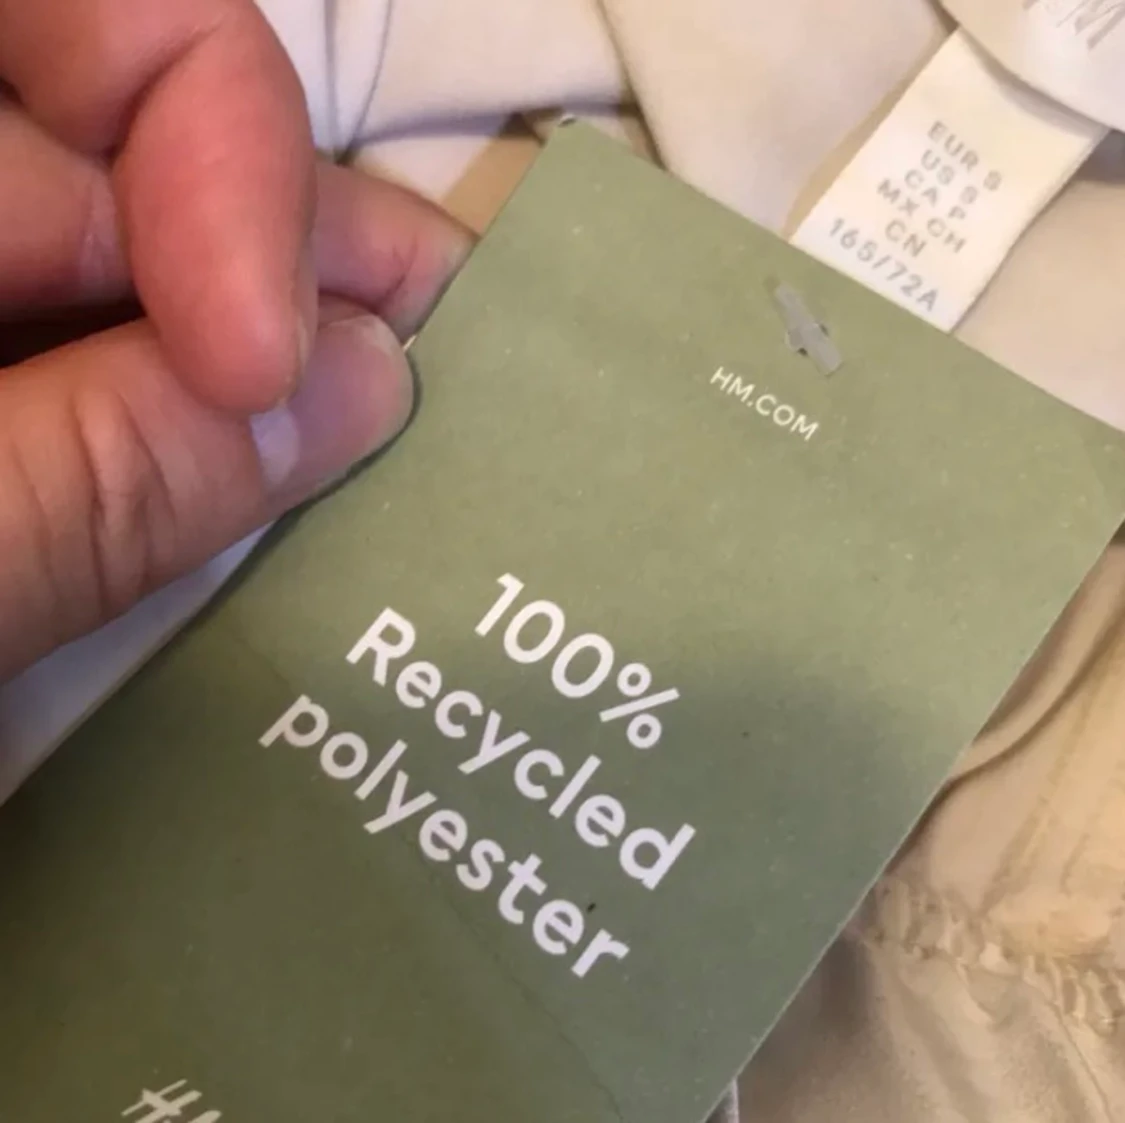 EUR S
US S
CA P
MX CH
CN
165/72A
HM.COM
100%
Recycled
polyester